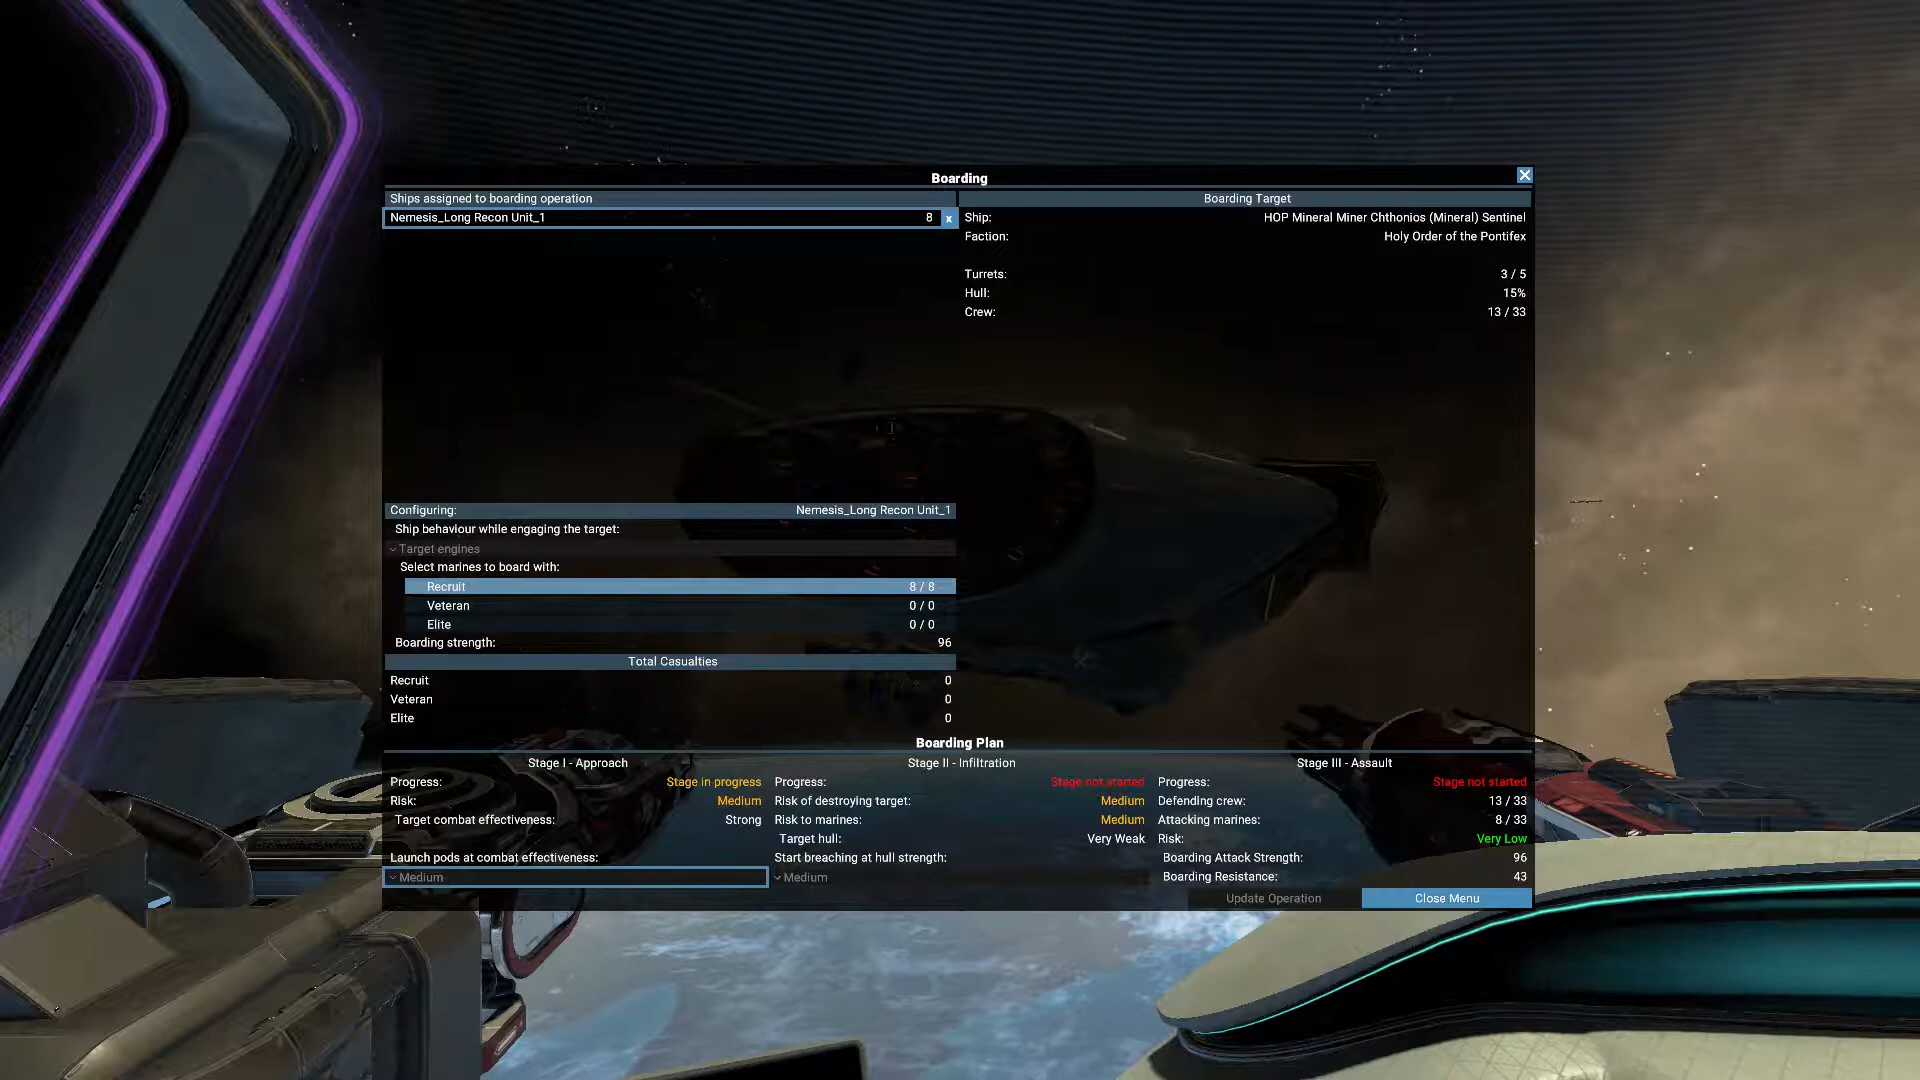 Boarding
Ships assigned to boarding operation
Nemesis_Long Recon Unit_1 8 x
Boarding Target
Ship: HOP Mineral Miner Chthonios (Mineral) Sentinel
Faction: Holy Order of the Pontifex
Turrets: 3 / 5
Hull: 15%
Crew: 13 / 33
Configuring: Nemesis_Long Recon Unit_1
Ship behaviour while engaging the target:
Target engines
Select marines to board with:
Recruit 8 / 8
Veteran 0 / 0
Elite 0 / 0
Boarding strength: 96
Total Casualties
Recruit 0
Veteran 0
Elite 0
Boarding Plan
Stage I - Approach
Progress: Stage in progress
Risk: Medium
Target combat effectiveness: Strong
Launch pods at combat effectiveness:
Medium
Stage II - Infiltration
Progress: Stage not started
Risk of destroying target: Medium
Risk to marines: Medium
Target hull: Very Weak
Start breaching at hull strength:
Medium
Stage III - Assault
Progress: Stage not started
Defending crew: 13 / 33
Attacking marines: 8 / 33
Risk: Very Low
Boarding Attack Strength: 96
Boarding Resistance: 43
Update Operation
Close Menu